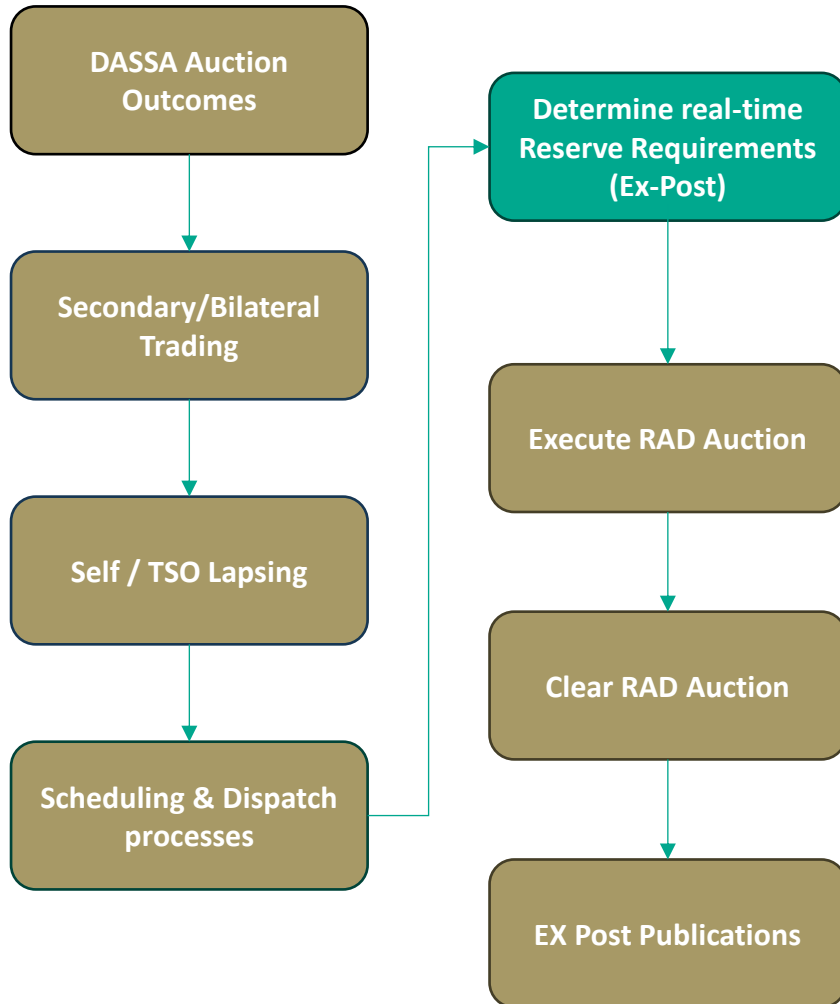 DASSA Auction
Outcomes
Secondary/Bilateral
Trading
Self / TSO Lapsing
Scheduling & Dispatch
processes
Determine real-time
Reserve Requirements
(Ex-Post)
Execute RAD Auction
Clear RAD Auction
EX Post Publications